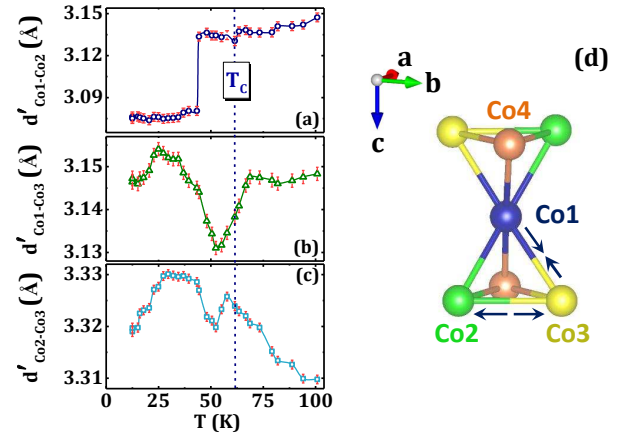 3.15
3.12
3.09
d′Co1-Co2 (Å)
TC
(a)
3.15
3.14
3.13
d′Co1-Co3 (Å)
(b)
3.33
3.32
3.31
d′Co2-Co3 (Å)
(c)
0 25 50 75 100
T (K)
a
b
c
(d)
Co4
Co1
Co2
Co3